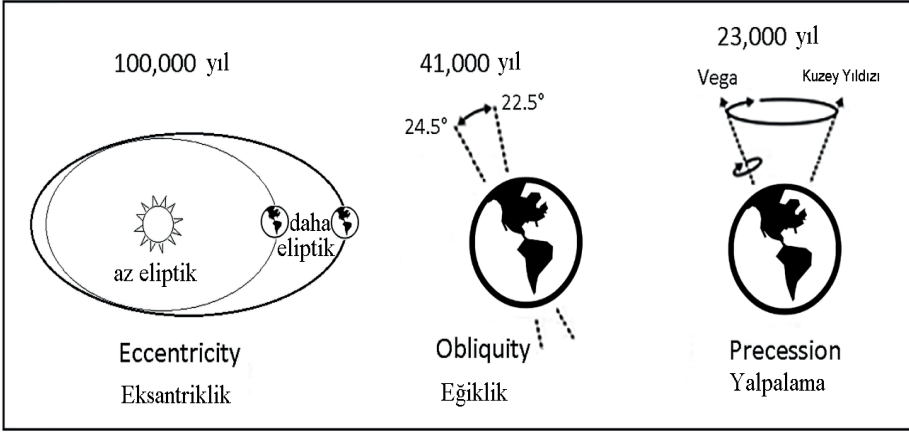 100,000 yıl
az eliptik
daha
eliptik
Eccentricity
Eksantriklik
41,000 yıl
24.5°
22.5°
Obliquity
Eğiklik
23,000 yıl
Vega
Kuzey Yıldızı
Precession
Yalpalama